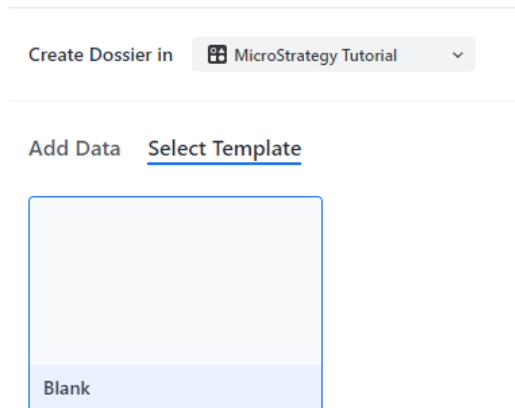 Create Dossier in MicroStrategy Tutorial
Add Data Select Template
Blank